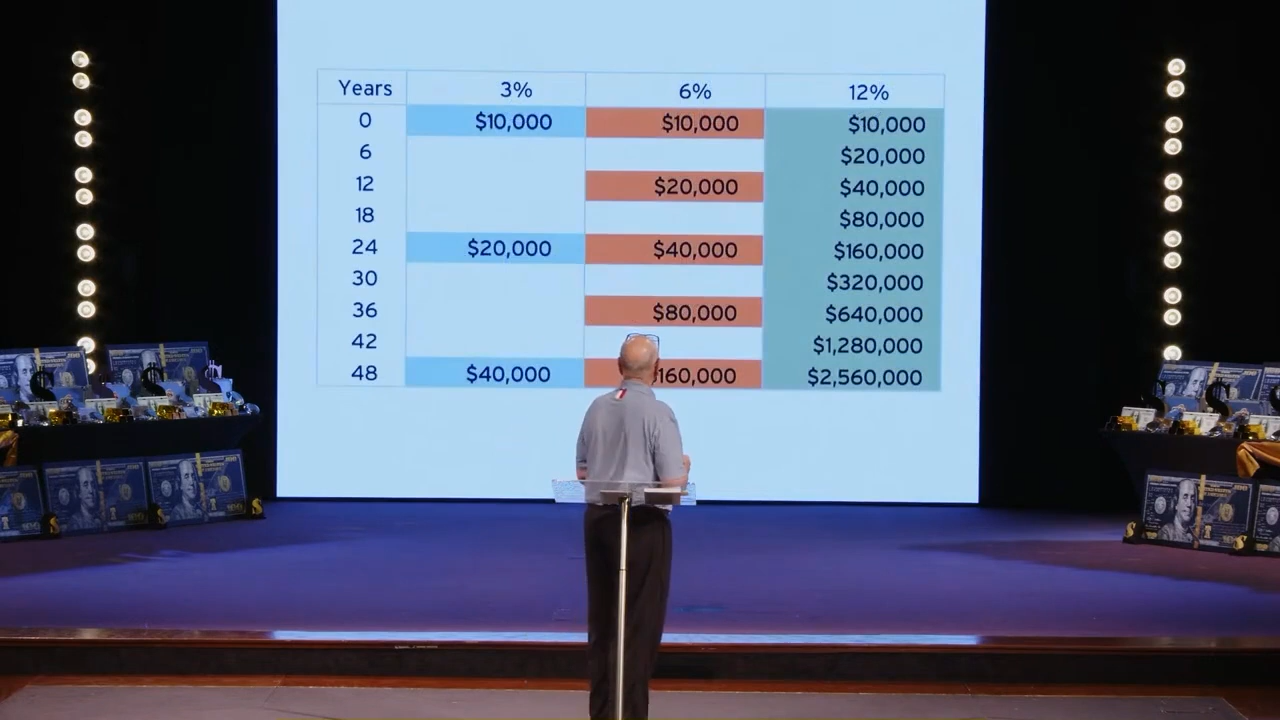 Years 3% 6% 12%
0 $10,000 $10,000 $10,000
6 $20,000
12 $20,000 $40,000
18 $80,000
24 $20,000 $40,000 $160,000
30 $320,000
36 $80,000 $640,000
42 $1,280,000
48 $40,000 160,000 $2,560,000